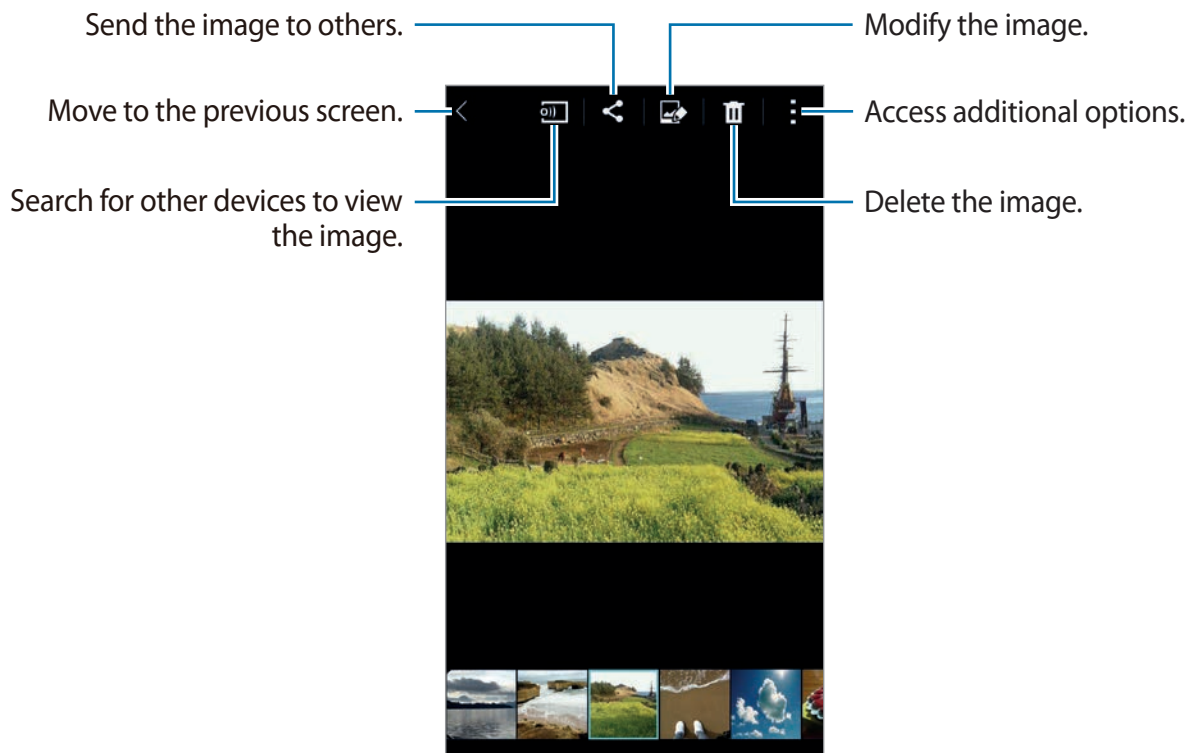 Send the image to others.
Modify the image.
Move to the previous screen.
Access additional options.
Search for other devices to view
the image.
Delete the image.